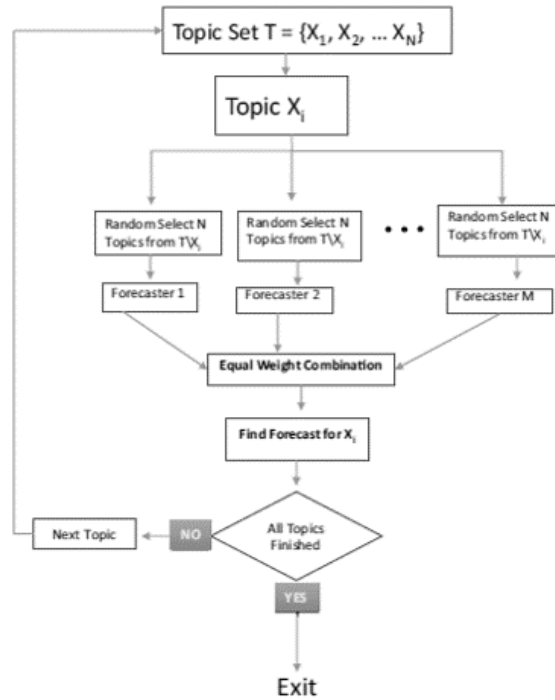 Topic Set T = {X₁, X₂, ... X_N}
Topic Xᵢ
Random Select N
Topics from T\Xᵢ
Random Select N
Topics from T\Xᵢ
• • •
Random Select N
Topics from T\Xᵢ
Forecaster 1
Forecaster 2
Forecaster M
Equal Weight Combination
Find Forecast for Xᵢ
All Topics
Finished
NO
Next Topic
YES
Exit